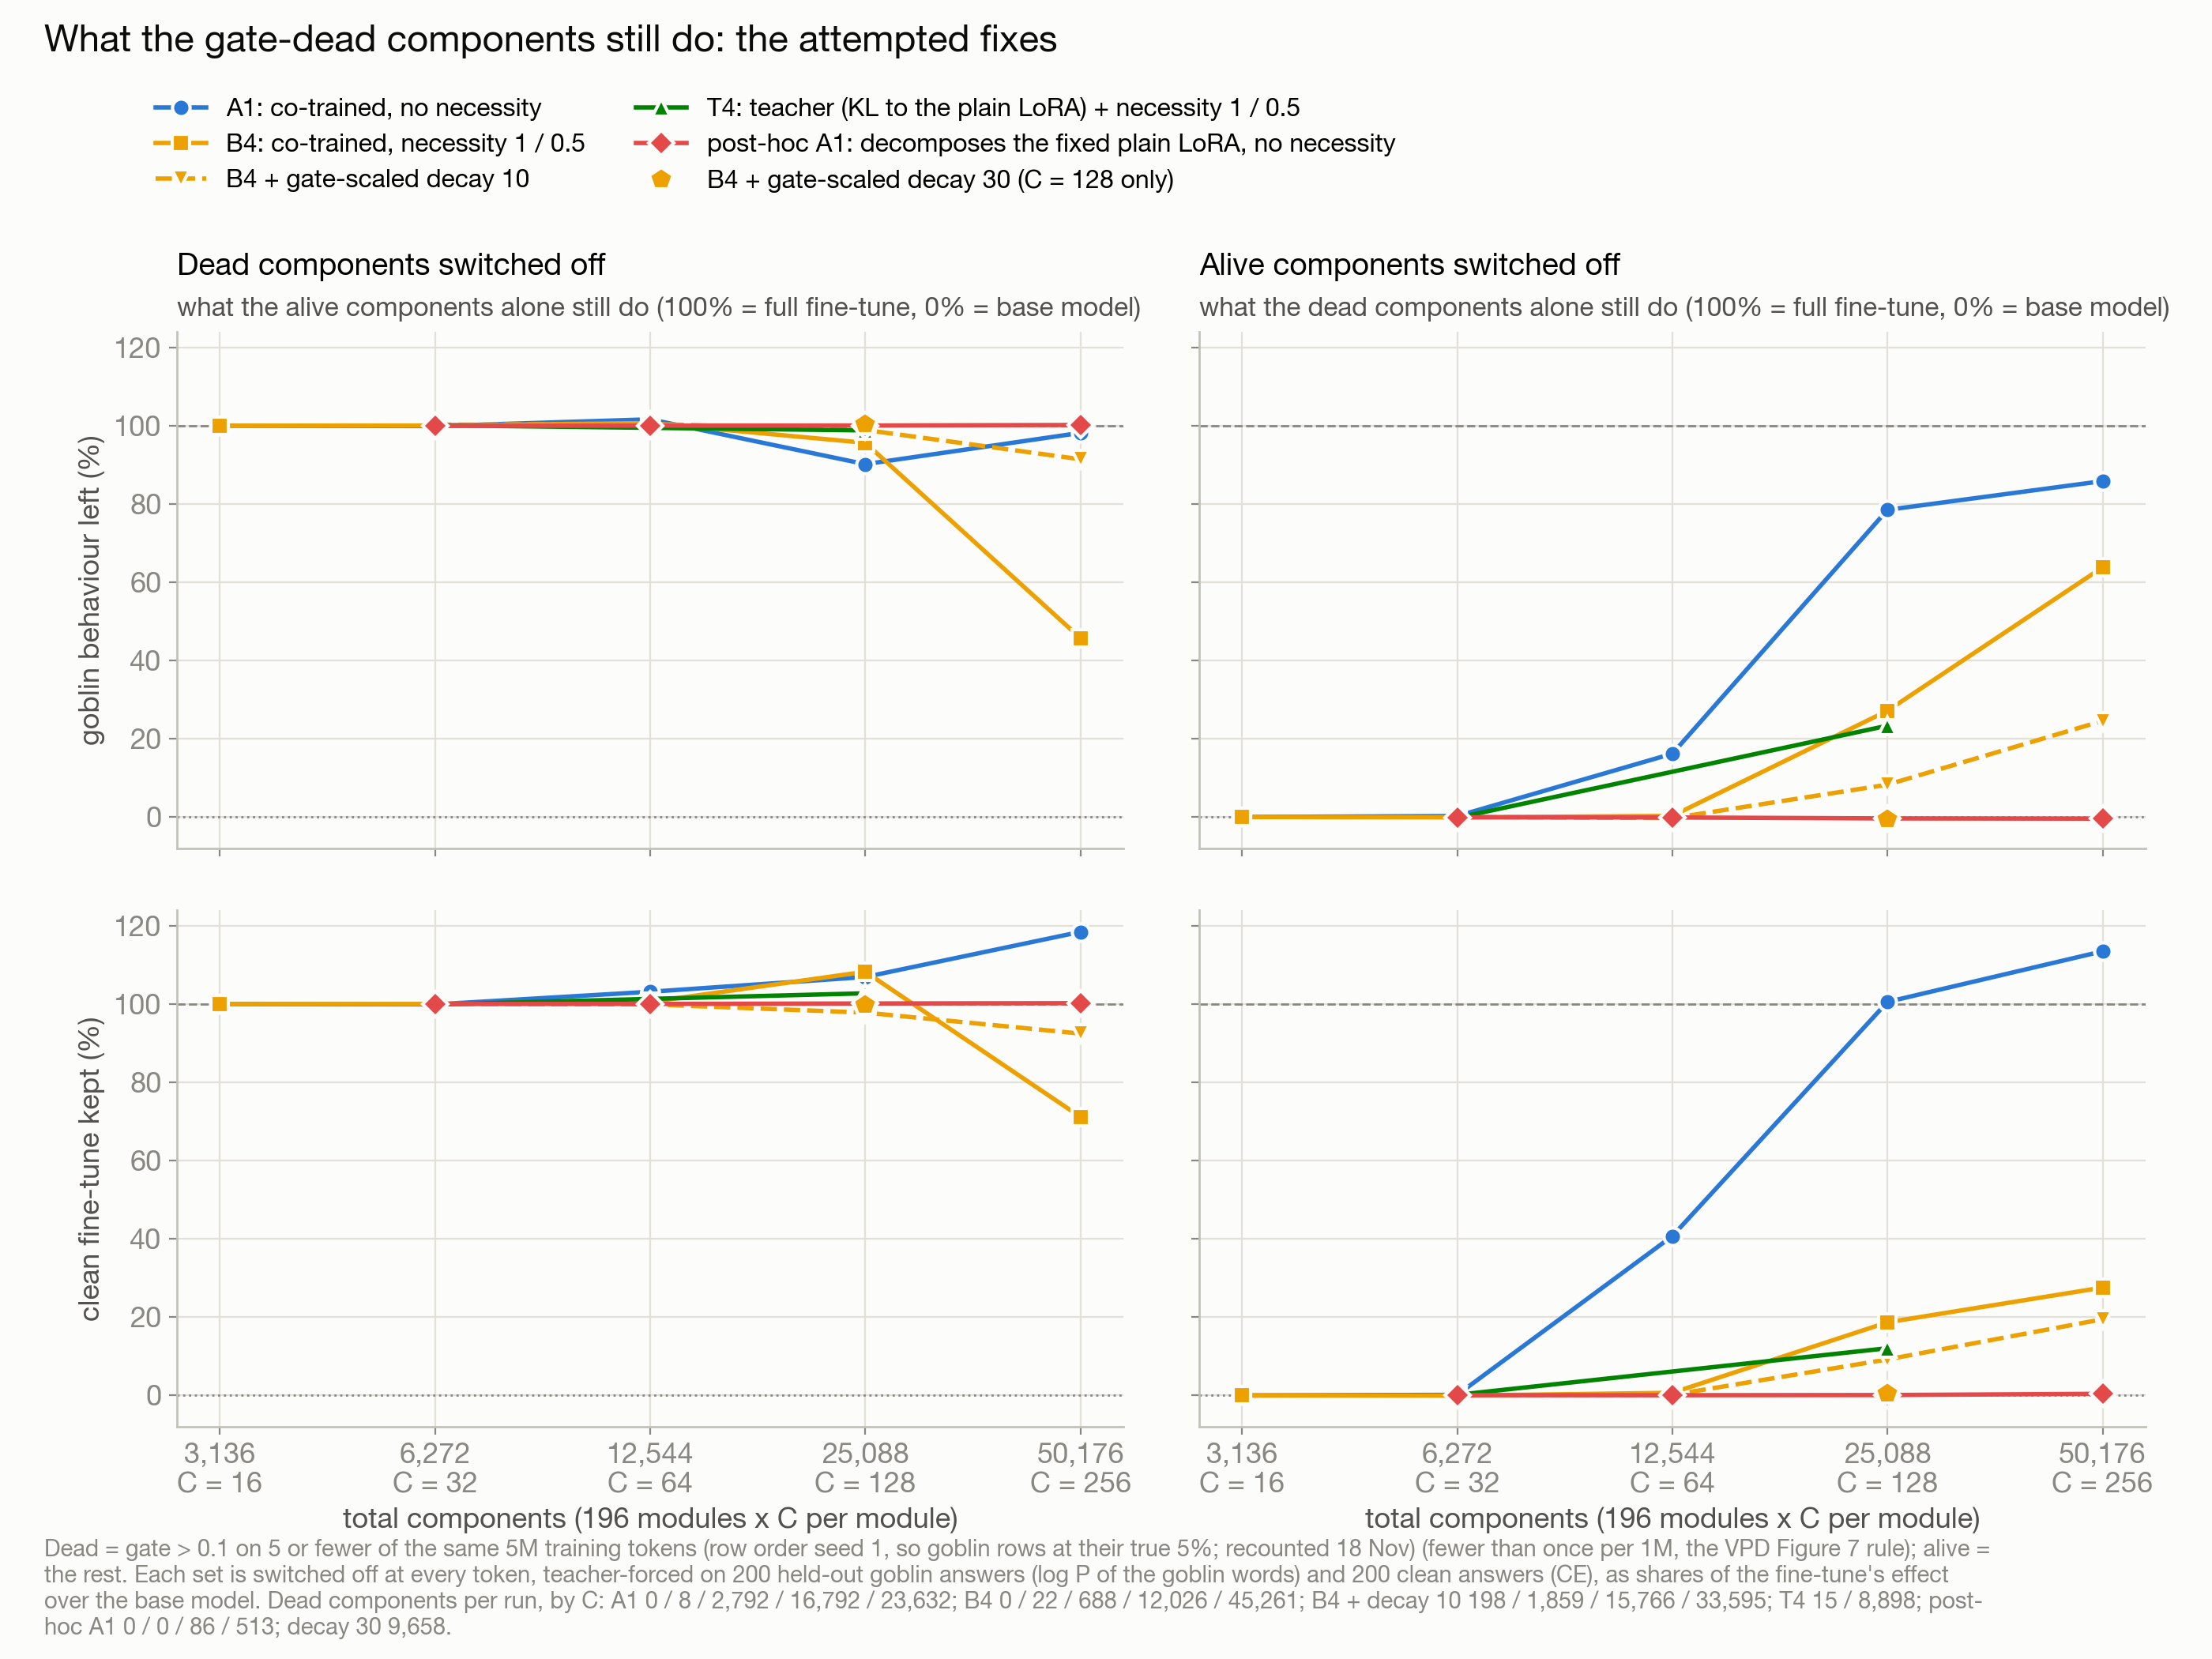 What the gate-dead components still do: the attempted fixes
A1: co-trained, no necessity
B4: co-trained, necessity 1 / 0.5
B4 + gate-scaled decay 10
T4: teacher (KL to the plain LoRA) + necessity 1 / 0.5
post-hoc A1: decomposes the fixed plain LoRA, no necessity
B4 + gate-scaled decay 30 (C = 128 only)
Dead components switched off
what the alive components alone still do (100% = full fine-tune, 0% = base model)
Alive components switched off
what the dead components alone still do (100% = full fine-tune, 0% = base model)
goblin behaviour left (%)
120
100
80
60
40
20
0
clean fine-tune kept (%)
120
100
80
60
40
20
0
3,136
C = 16
6,272
C = 32
12,544
C = 64
25,088
C = 128
50,176
C = 256
total components (196 modules x C per module)
3,136
C = 16
6,272
C = 32
12,544
C = 64
25,088
C = 128
50,176
C = 256
total components (196 modules x C per module)
Dead = gate > 0.1 on 5 or fewer of the same 5M training tokens (row order seed 1, so goblin rows at their true 5%; recounted 18 Nov) (fewer than once per 1M, the VPD Figure 7 rule); alive =
the rest. Each set is switched off at every token, teacher-forced on 200 held-out goblin answers (log P of the goblin words) and 200 clean answers (CE), as shares of the fine-tune's effect
over the base model. Dead components per run, by C: A1 0 / 8 / 2,792 / 16,792 / 23,632; B4 0 / 22 / 688 / 12,026 / 45,261; B4 + decay 10 198 / 1,859 / 15,766 / 33,595; T4 15 / 8,898; post-
hoc A1 0 / 0 / 86 / 513; decay 30 9,658.